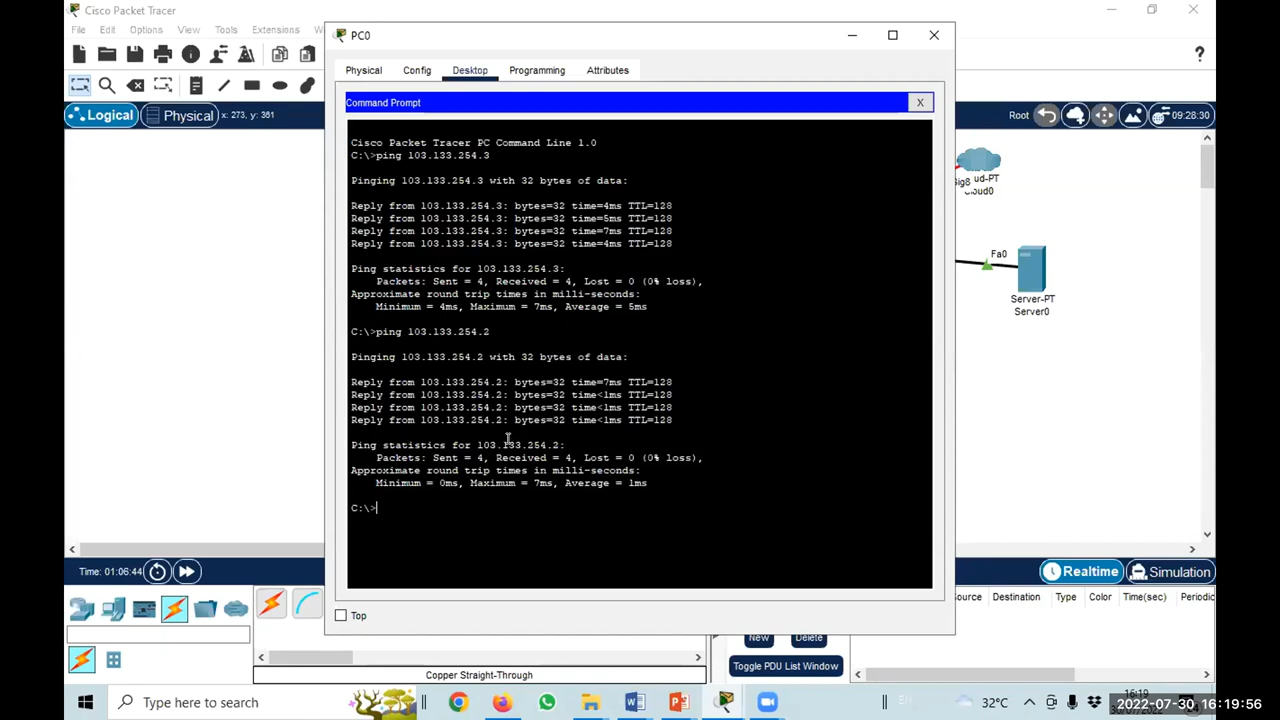 Cisco Packet Tracer
File Edit Options View Tools Extensions W
PC0
Physical Config Desktop Programming Attributes
?
Logical Physical x: 273, y: 361
Root 09:28:30
Command Prompt X
Cisco Packet Tracer PC Command Line 1.0
C:\>ping 103.133.254.3
Pinging 103.133.254.3 with 32 bytes of data:
Reply from 103.133.254.3: bytes=32 time=4ms TTL=128
Reply from 103.133.254.3: bytes=32 time=5ms TTL=128
Reply from 103.133.254.3: bytes=32 time=7ms TTL=128
Reply from 103.133.254.3: bytes=32 time=4ms TTL=128
Ping statistics for 103.133.254.3:
Packets: Sent = 4, Received = 4, Lost = 0 (0% loss),
Approximate round trip times in milli-seconds:
Minimum = 4ms, Maximum = 7ms, Average = 5ms
C:\>ping 103.133.254.2
Pinging 103.133.254.2 with 32 bytes of data:
Reply from 103.133.254.2: bytes=32 time=7ms TTL=128
Reply from 103.133.254.2: bytes=32 time<1ms TTL=128
Reply from 103.133.254.2: bytes=32 time<1ms TTL=128
Reply from 103.133.254.2: bytes=32 time<1ms TTL=128
Ping statistics for 103.133.254.2:
Packets: Sent = 4, Received = 4, Lost = 0 (0% loss),
Approximate round trip times in milli-seconds:
Minimum = 0ms, Maximum = 7ms, Average = 1ms
C:\>
ud-PT
oud0
Fa0
Server-PT
Server0
Top
Time: 01:06:44
Realtime Simulation
ource Destination Type Color Time(sec) Periodic
New Delete
Toggle PDU List Window
Copper Straight-Through
Type here to search
32°C
16:19
2022-07-30 16:19:56